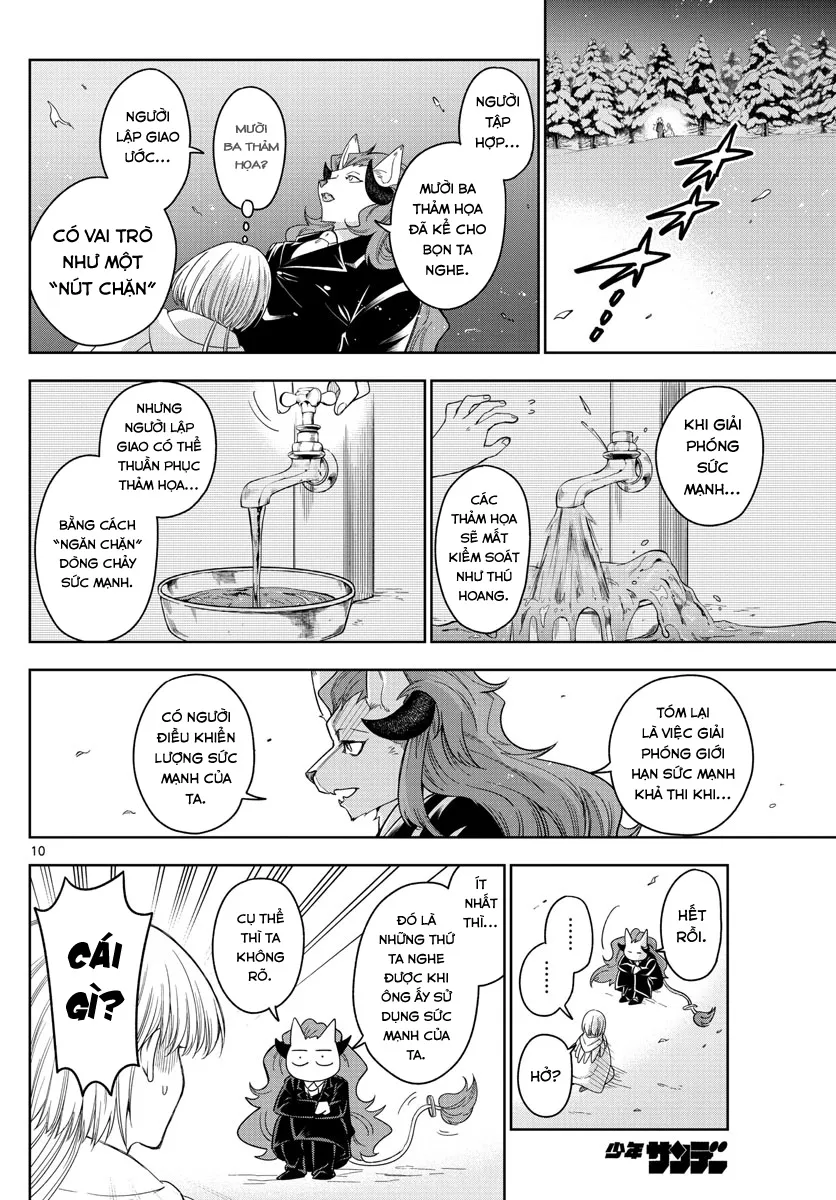 NGƯỜI
TẬP
HỢP...
MƯỜI BA
THẢM HỌA
ĐÃ KỂ CHO
BỌN TA
NGHE.
MƯỜI
BA THẢM
HỌA?
NGƯỜI
LẬP GIAO
ƯỚC...
CÓ VAI TRÒ
NHƯ MỘT
"NÚT CHẶN"
KHI GIẢI
PHÓNG
SỨC
MẠNH...
CÁC
THẢM HỌA
SẼ MẤT
KIỂM SOÁT
NHƯ THÚ
HOANG.
NHƯNG
NGƯỜI LẬP
GIAO CÓ THỂ
THUẦN PHỤC
THẢM HỌA...
BẰNG CÁCH
"NGĂN CHẶN"
DÒNG CHẢY
SỨC MẠNH.
TÓM LẠI
LÀ VIỆC GIẢI
PHÓNG GIỚI
HẠN SỨC MẠNH
KHẢ THI KHI...
CÓ NGƯỜI
ĐIỀU KHIỂN
LƯỢNG SỨC
MẠNH CỦA
TA.
10
HẾT
RỒI.
......
......
HỞ?
ÍT
NHẤT
THÌ...
ĐÓ LÀ
NHỮNG THỨ
TA NGHE
ĐƯỢC KHI
ÔNG ẤY SỬ
DỤNG SỨC
MẠNH CỦA
TA.
CỤ THỂ
THÌ TA
KHÔNG
RÕ.
CÁI
GÌ?
少年サンデー